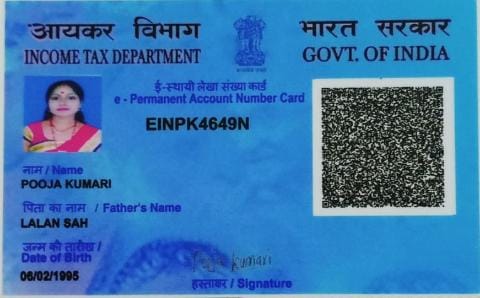 आयकर विभाग
INCOME TAX DEPARTMENT
भारत सरकार
GOVT. OF INDIA
ई-स्थायी लेखा संख्या कार्ड
e - Permanent Account Number Card
EINPK4649N
नाम / Name
POOJA KUMARI
पिता का नाम / Father's Name
LALAN SAH
जन्म की तारीख /
Date of Birth
06/02/1995
Pooja kumari
हस्ताक्षर / Signature